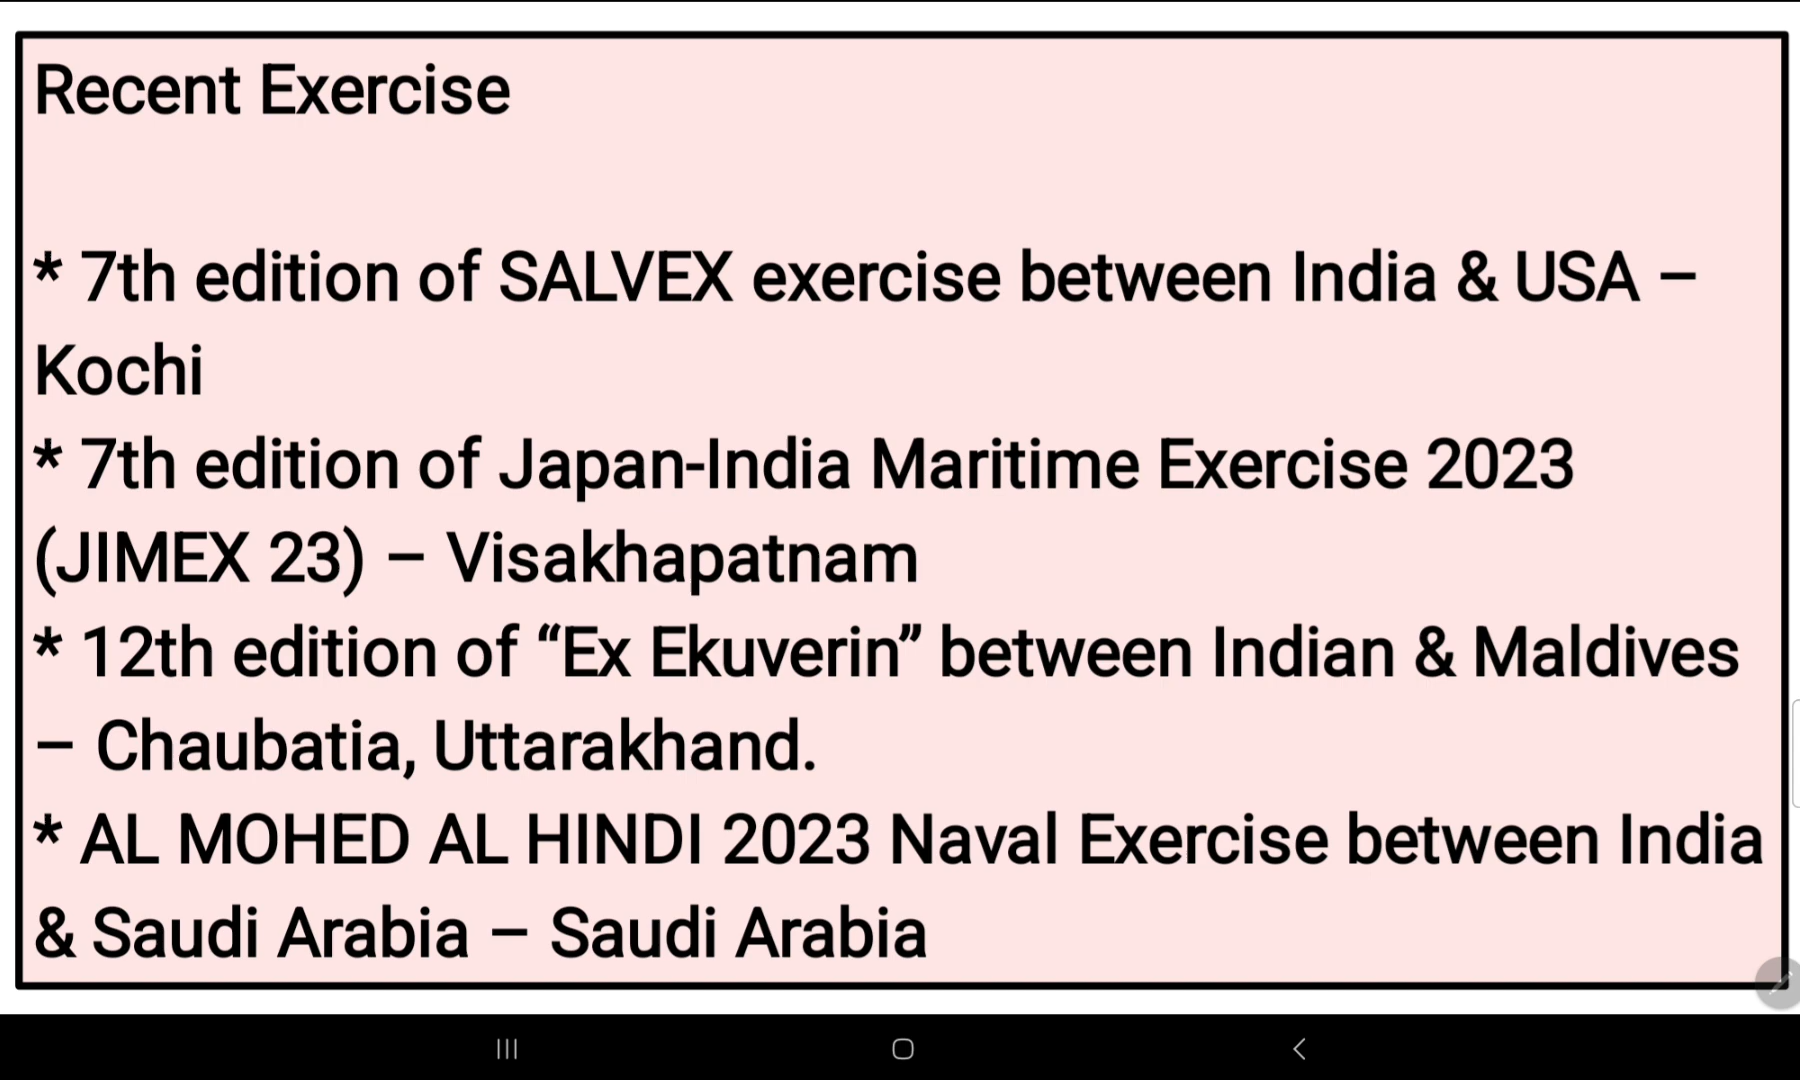 Recent Exercise
* 7th edition of SALVEX exercise between India & USA –
Kochi
* 7th edition of Japan-India Maritime Exercise 2023
(JIMEX 23) – Visakhapatnam
* 12th edition of “Ex Ekuverin” between Indian & Maldives
– Chaubatia, Uttarakhand.
* AL MOHED AL HINDI 2023 Naval Exercise between India
& Saudi Arabia – Saudi Arabia